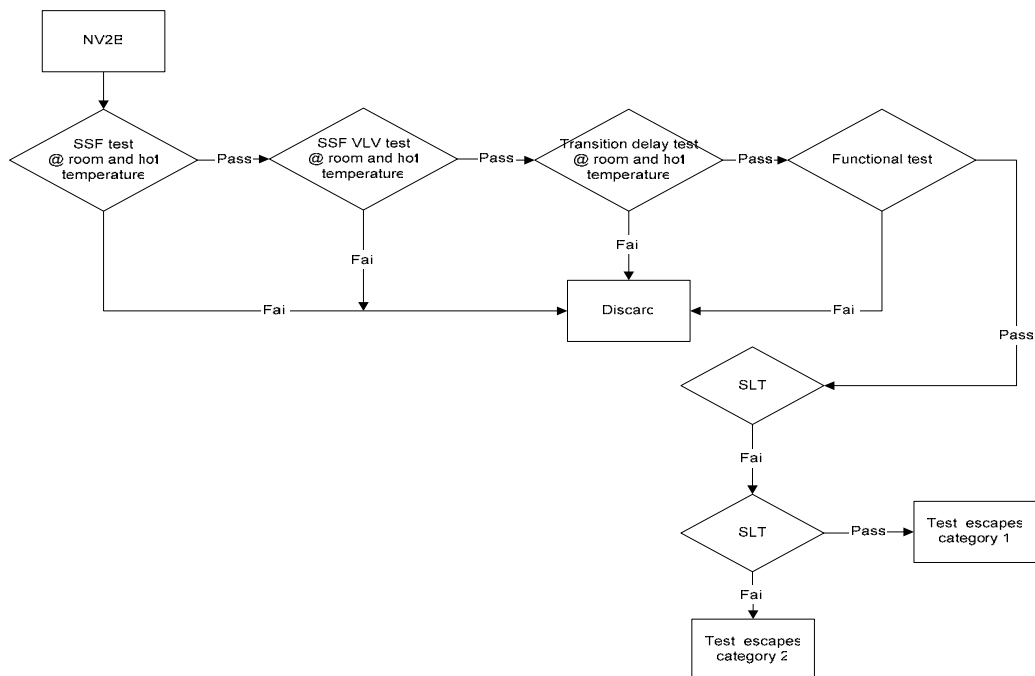 NV2E
SSF test
@ room and hot
temperature
Pass
SSF VLV test
@ room and hot
temperature
Pass
Transition delay test
@ room and hot
temperature
Pass
Functional test
Fai
Fai
Fai
Discarc
Fai
Pass
SLT
Fai
SLT
Pass
Test escapes
category 1
Fai
Test escapes
category 2